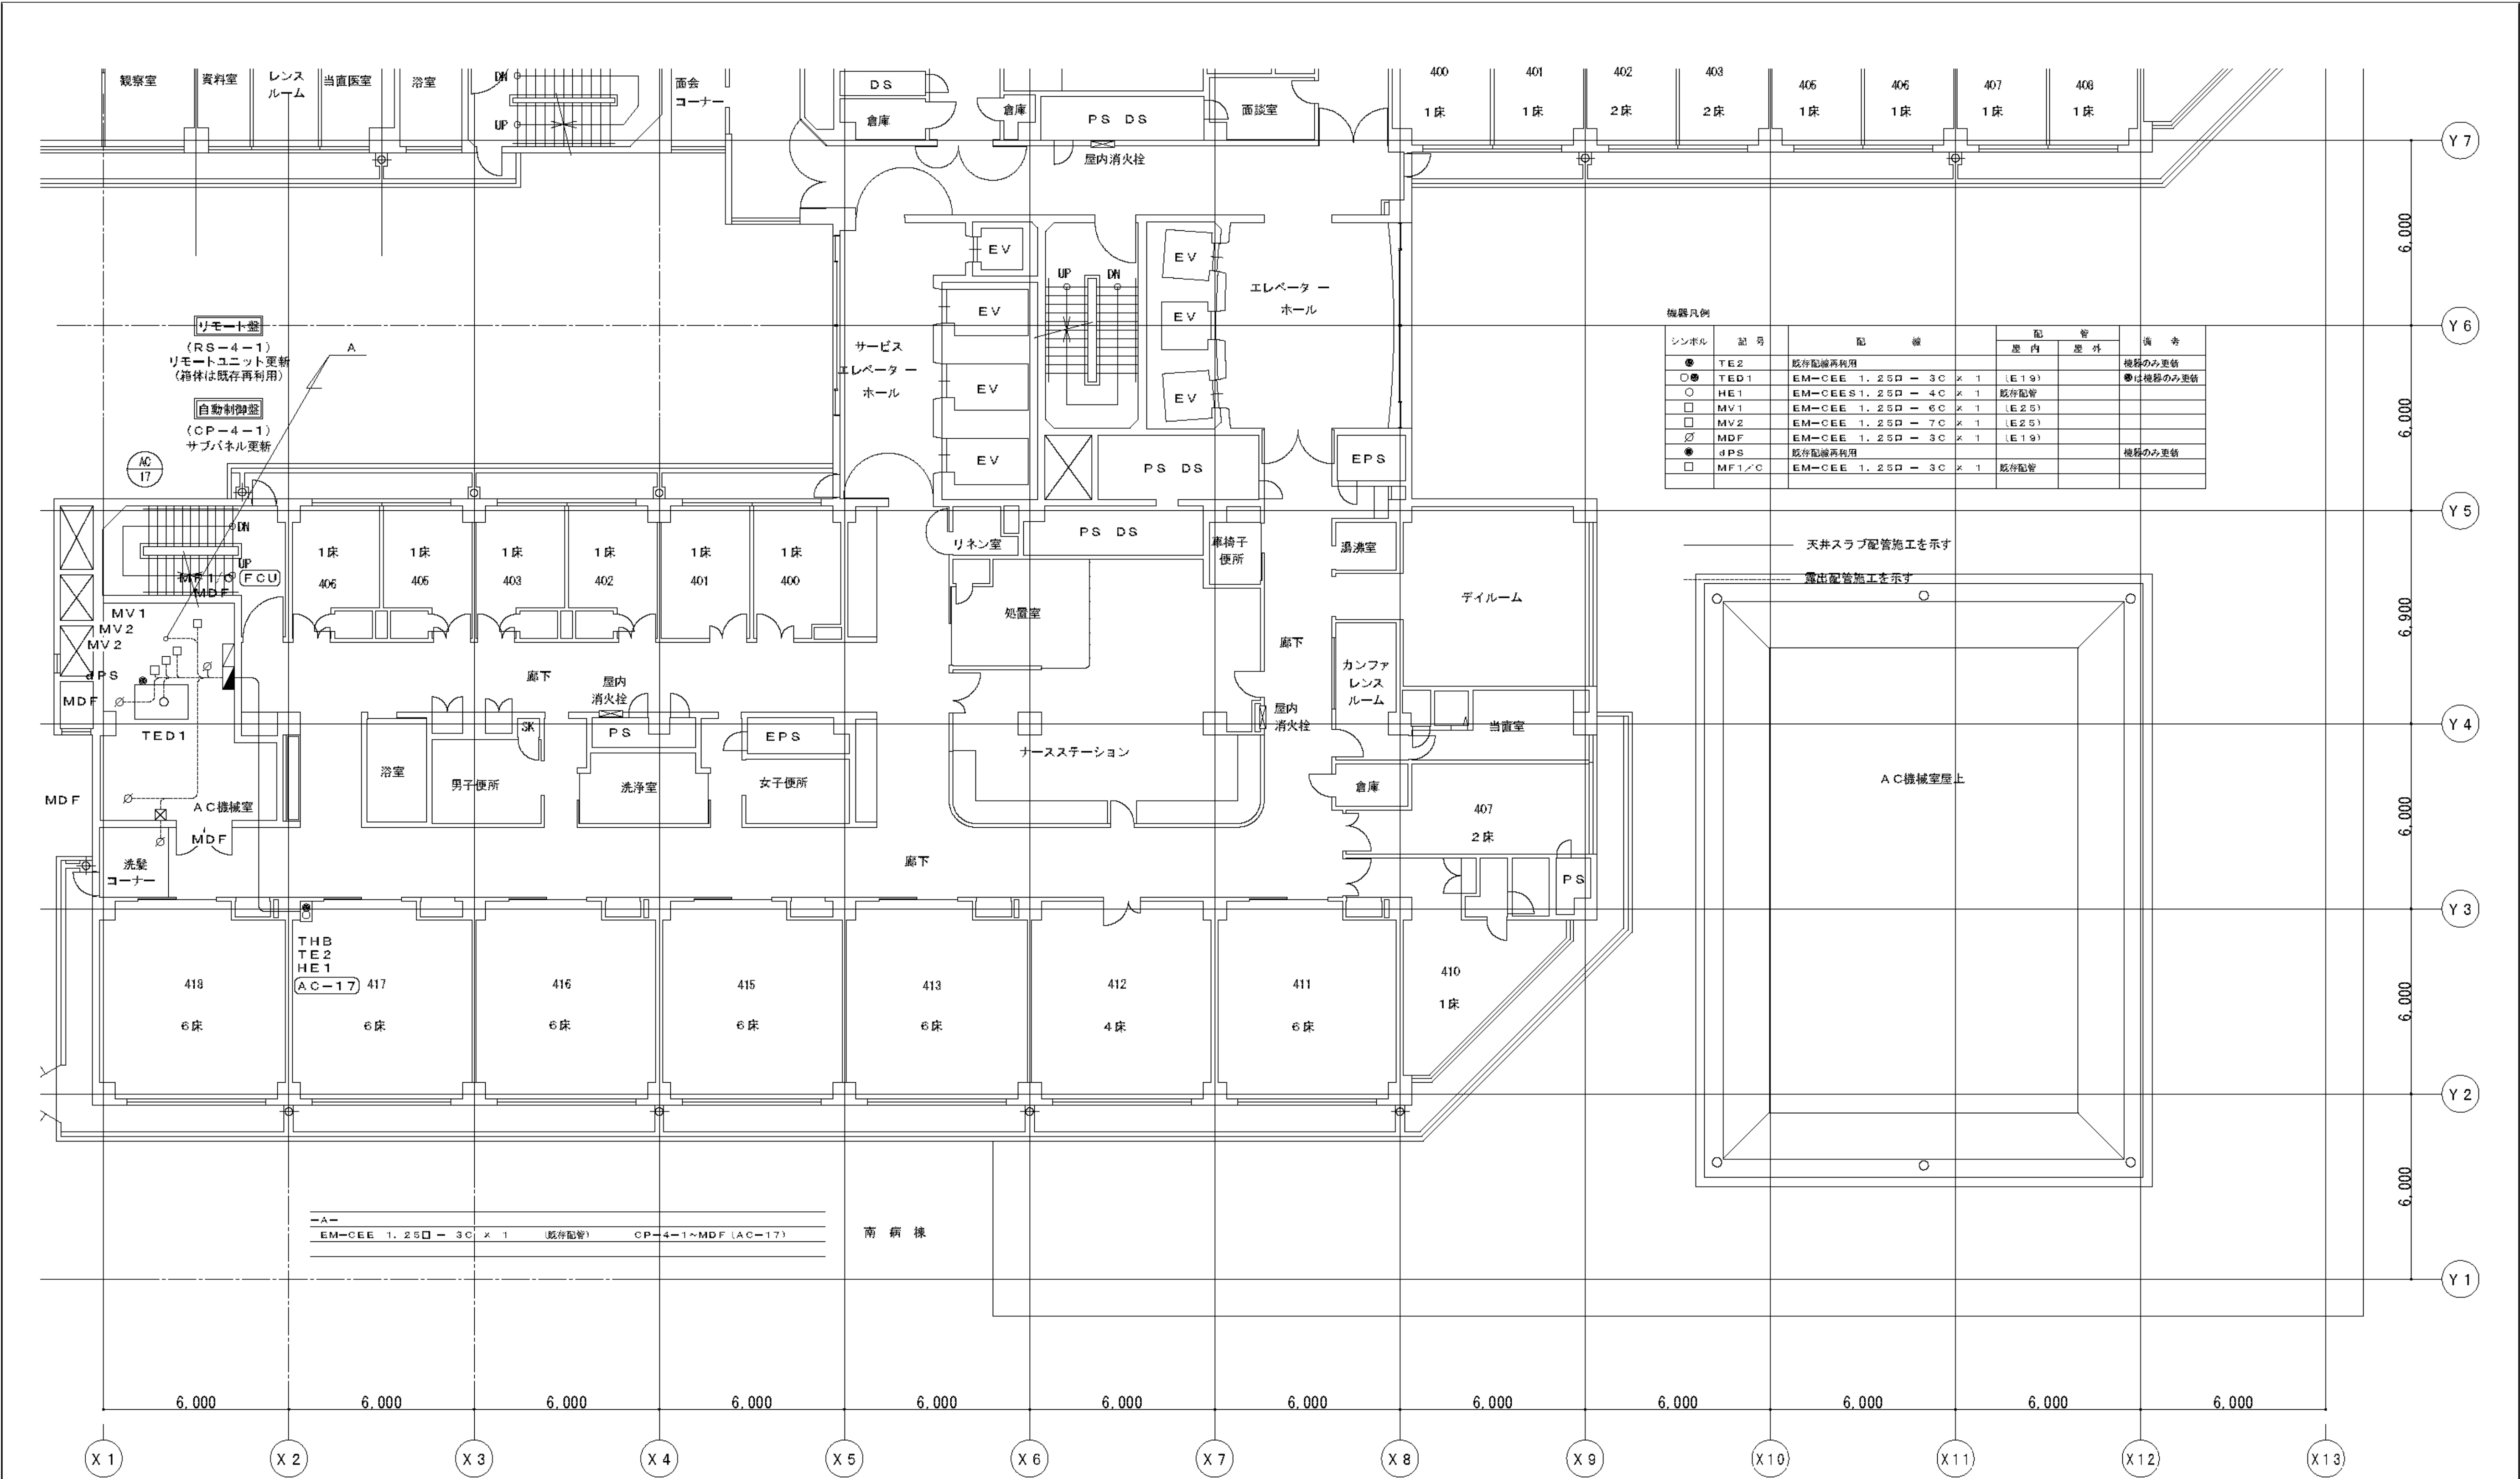 観察室
資料室
レンス
ルーム
当直医室
浴室
DN
UP
面会
コーナー
DS
倉庫
倉庫
PS DS
面談室
屋内消火栓
400
1床
401
1床
402
2床
403
2床
405
1床
406
1床
407
1床
408
1床
Y7
6,000
リモート盤
(RS-4-1)
リモートユニット更新
(箱体は既存再利用)
A
自動制御盤
(CP-4-1)
サブパネル更新
AC
17
サービス
エレベーター
ホール
EV
EV
EV
EV
UP
DN
EV
EV
EV
エレベーター
ホール
PS DS
EPS
Y6
6,000
機器凡例
シンボル 記号 配線 配管 備考
屋内 屋外
TE2 既存配線再利用 機器のみ更新
TED1 EM-CEE 1.25□-3C×1 (E19) は機器のみ更新
HE1 EM-CEES1.25□-4C×1 既存配管
MV1 EM-CEE 1.25□-6C×1 (E25)
MV2 EM-CEE 1.25□-7C×1 (E25)
MDF EM-CEE 1.25□-3C×1 (E19)
dPS 既存配線再利用 機器のみ更新
MF1/C EM-CEE 1.25□-3C×1 既存配管
Y5
天井スラブ配管施工を示す
露出配管施工を示す
DN
UP
MF1/C
FCU
MDF
MV1
MV2
MV2
dPS
MDF
TED1
MDF
AC機械室
MDF
洗髪
コーナー
1床
406
1床
405
1床
403
1床
402
1床
401
1床
400
リネン室
PS DS
車椅子
便所
湯沸室
処置室
デイルーム
廊下
カンファ
レンス
ルーム
6,900
廊下
屋内
消火栓
屋内
消火栓
SK
PS
EPS
浴室
男子便所
洗浄室
女子便所
ナースステーション
当直室
Y4
倉庫
407
2床
AC機械室屋上
6,000
廊下
PS
Y3
THB
TE2
HE1
AC-17
418
6床
417
6床
416
6床
415
6床
413
6床
412
4床
411
6床
410
1床
6,000
Y2
6,000
-A-
EM-CEE 1.25□-3C×1 (既存配管) CP-4-1~MDF(AC-17)
南病棟
Y1
6,000 6,000 6,000 6,000 6,000 6,000 6,000 6,000 6,000 6,000 6,000 6,000
X1 X2 X3 X4 X5 X6 X7 X8 X9 X10 X11 X12 X13